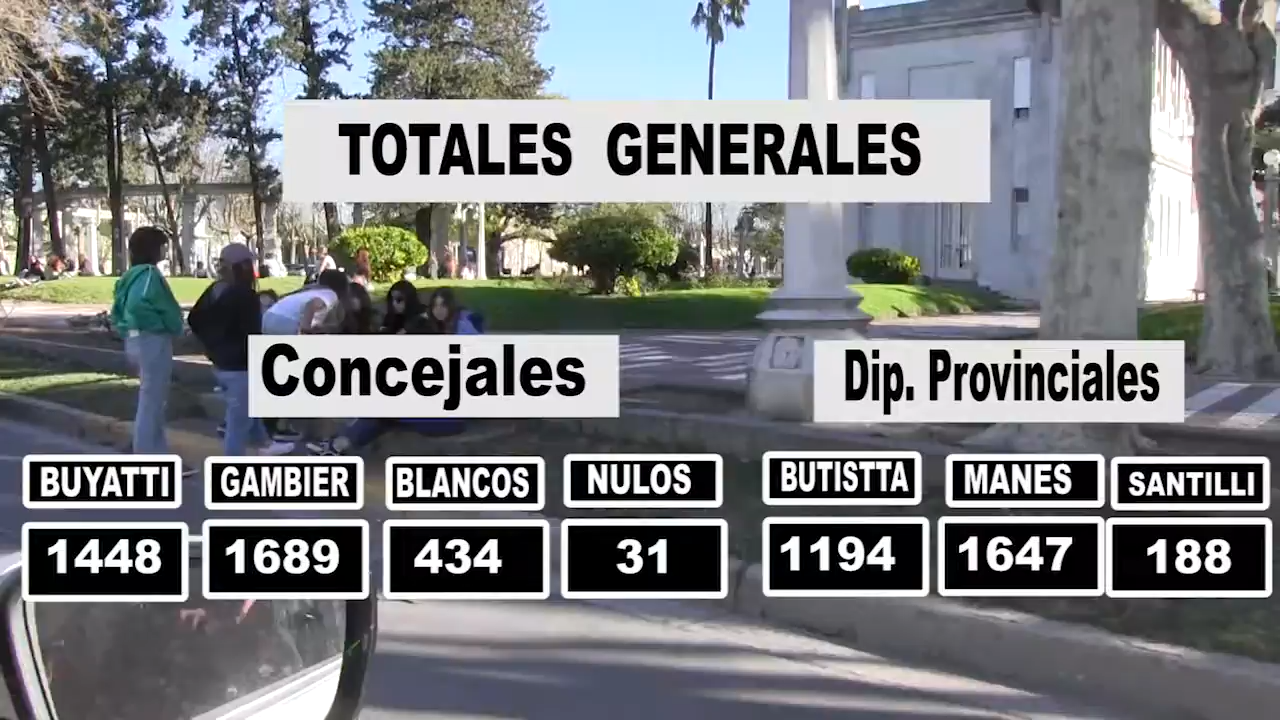 TOTALES GENERALES
Concejales
Dip. Provinciales
BUYATTI GAMBIER BLANCOS NULOS BUTISTTA MANES SANTILLI
1448 1689 434 31 1194 1647 188